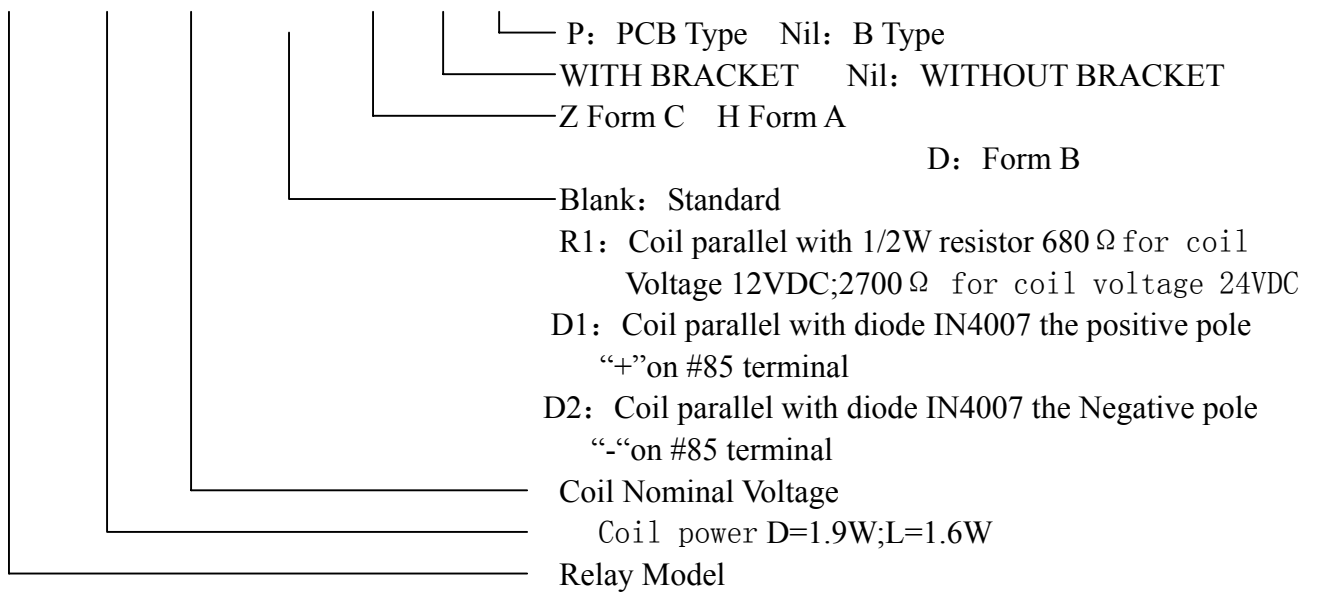 P：PCB Type Nil：B Type
WITH BRACKET Nil：WITHOUT BRACKET
Z Form C H Form A
D：Form B
Blank：Standard
R1：Coil parallel with 1/2W resistor 680Ωfor coil
Voltage 12VDC;2700Ω for coil voltage 24VDC
D1：Coil parallel with diode IN4007 the positive pole
“+”on #85 terminal
D2：Coil parallel with diode IN4007 the Negative pole
“-“on #85 terminal
Coil Nominal Voltage
Coil power D=1.9W;L=1.6W
Relay Model